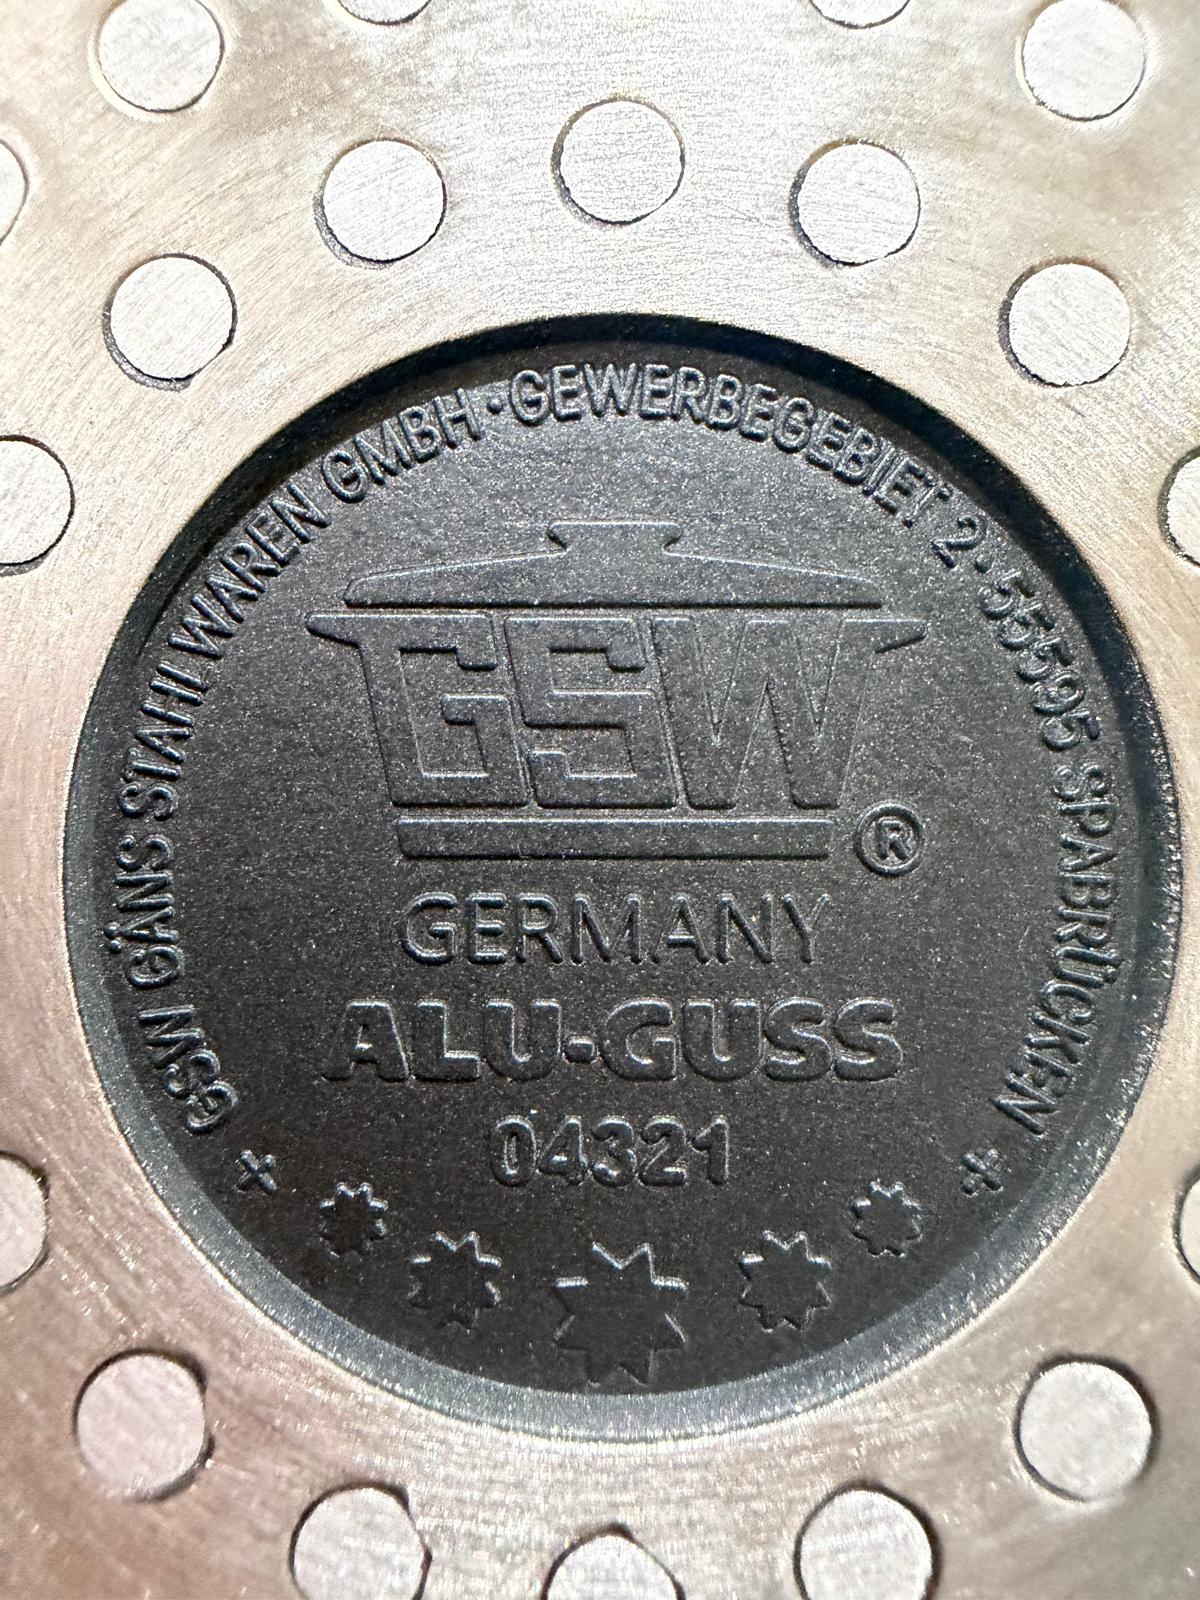 GSW GÄNS STAHLWAREN GMBH · GEWERBEGEBIET 2 · 55595 SPABRÜCKEN
GSW
®
GERMANY
ALU-GUSS
04321